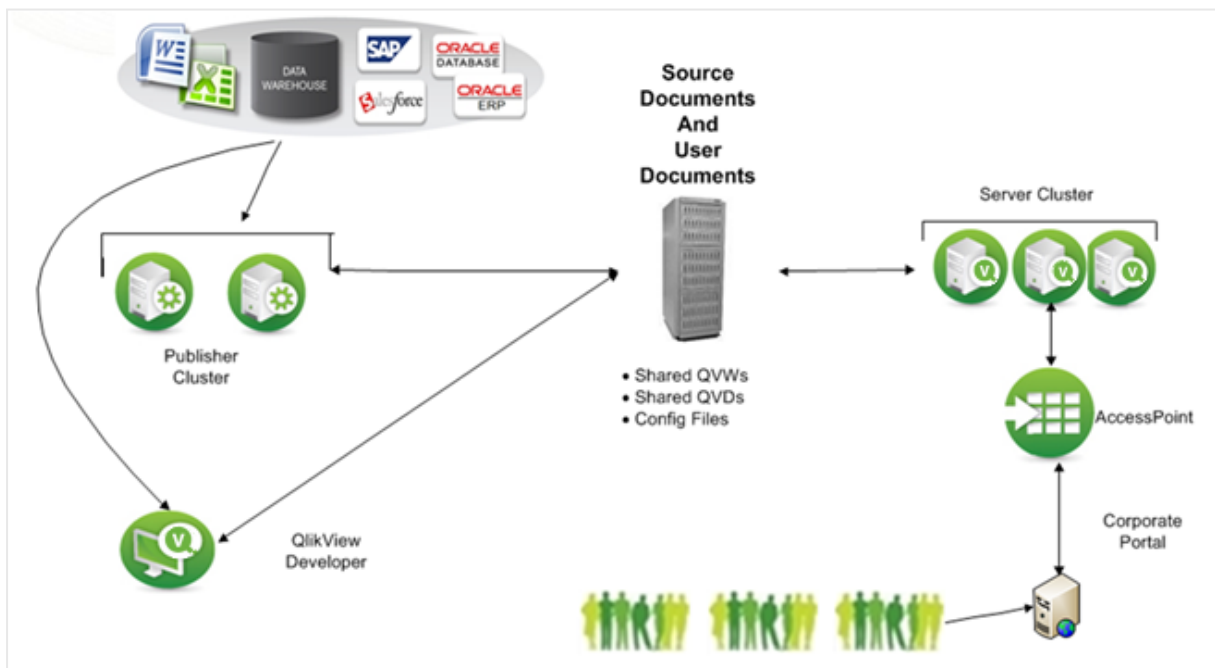 W
X
DATA
WAREHOUSE
SAP
ORACLE
DATABASE
salesforce
ORACLE
ERP
Source
Documents
And
User
Documents
Server Cluster
V
V
V
Publisher
Cluster
• Shared QVWs
• Shared QVDs
• Config Files
AccessPoint
V
QlikView
Developer
Corporate
Portal